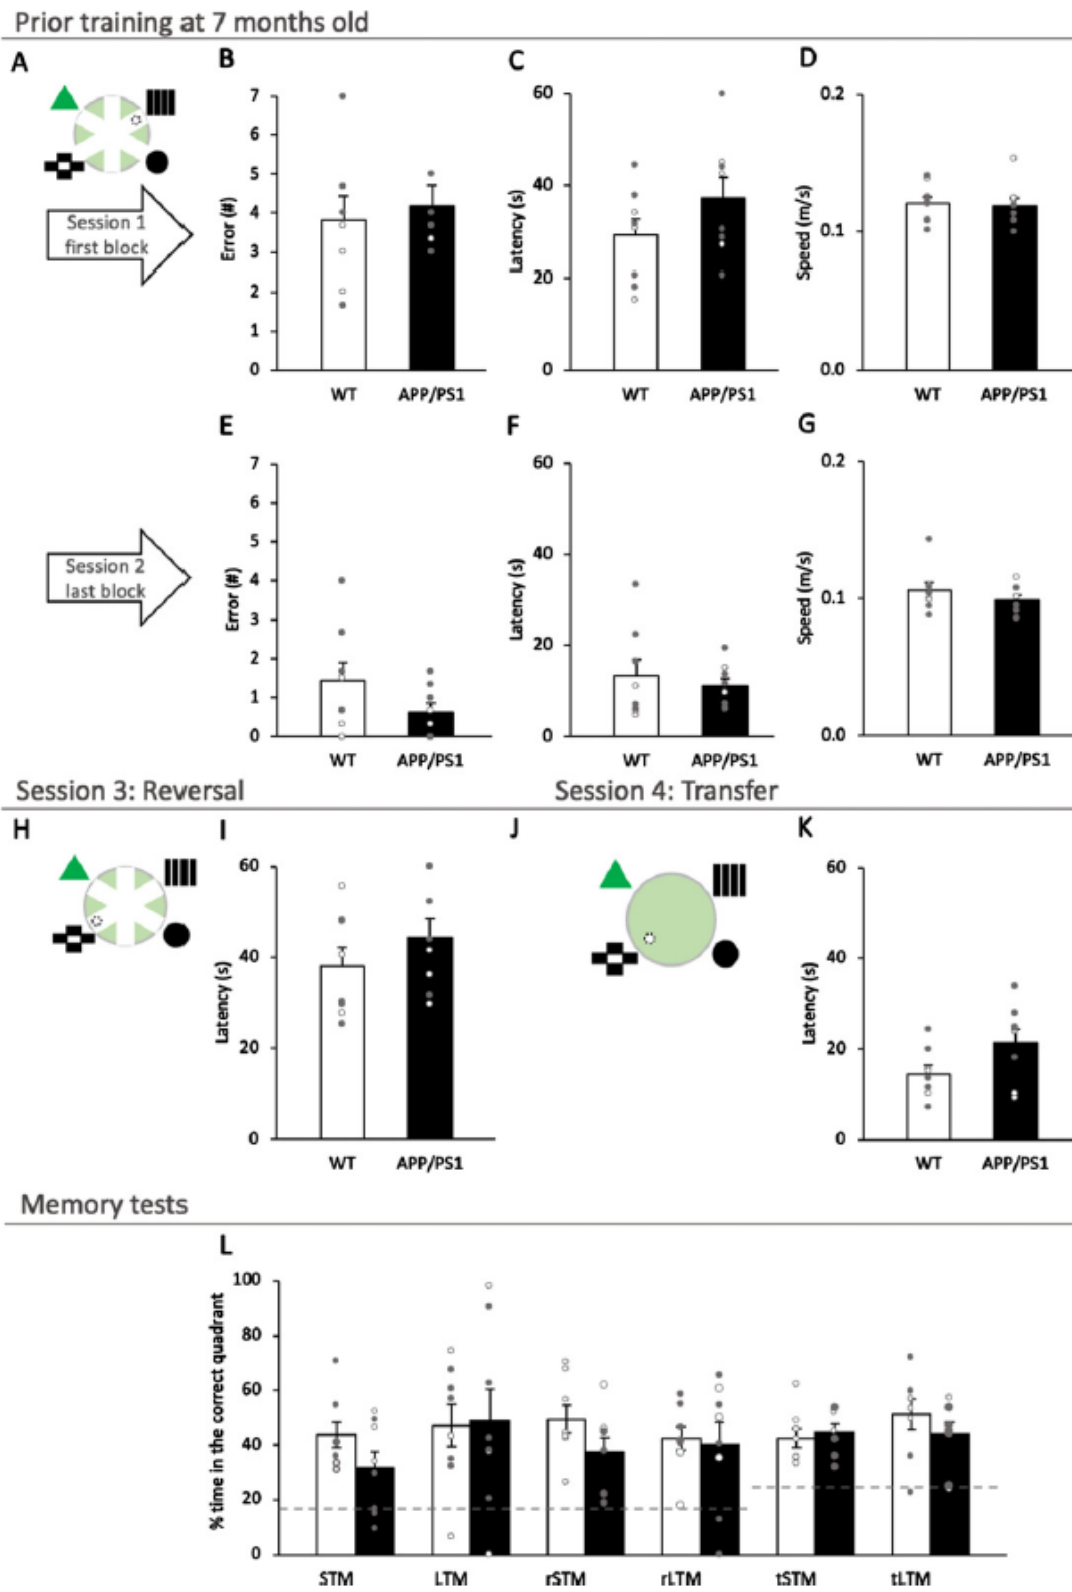 Prior training at 7 months old
A
B
C
D
Session 1
first block
Error (#)
7
6
5
4
3
2
1
0
WT
APP/PS1
Latency (s)
60
40
20
0
WT
APP/PS1
Speed (m/s)
0.2
0.1
0.0
WT
APP/PS1
E
F
G
Session 2
last block
Error (#)
7
6
5
4
3
2
1
0
WT
APP/PS1
Latency (s)
60
40
20
0
WT
APP/PS1
Speed (m/s)
0.2
0.1
0.0
WT
APP/PS1
Session 3: Reversal
Session 4: Transfer
H
I
J
K
Latency (s)
60
40
20
0
WT
APP/PS1
Latency (s)
60
40
20
0
WT
APP/PS1
Memory tests
L
% time in the correct quadrant
100
80
60
40
20
0
STM
LTM
rSTM
rLTM
tSTM
tLTM